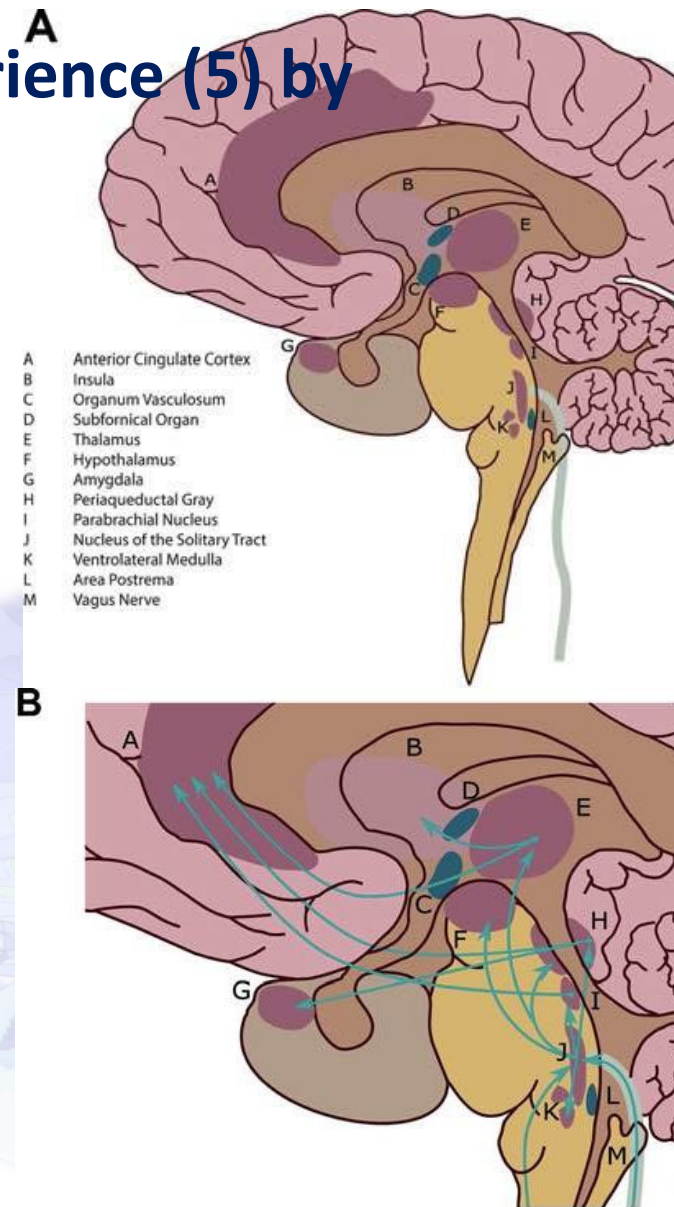 A
rience (5) by
A
B
D
E
C
F
H
G
I
J
L
K
M
A Anterior Cingulate Cortex
B Insula
C Organum Vasculosum
D Subfornical Organ
E Thalamus
F Hypothalamus
G Amygdala
H Periaqueductal Gray
I Parabrachial Nucleus
J Nucleus of the Solitary Tract
K Ventrolateral Medulla
L Area Postrema
M Vagus Nerve
B
A
B
D
E
C
F
H
G
I
J
K
L
M